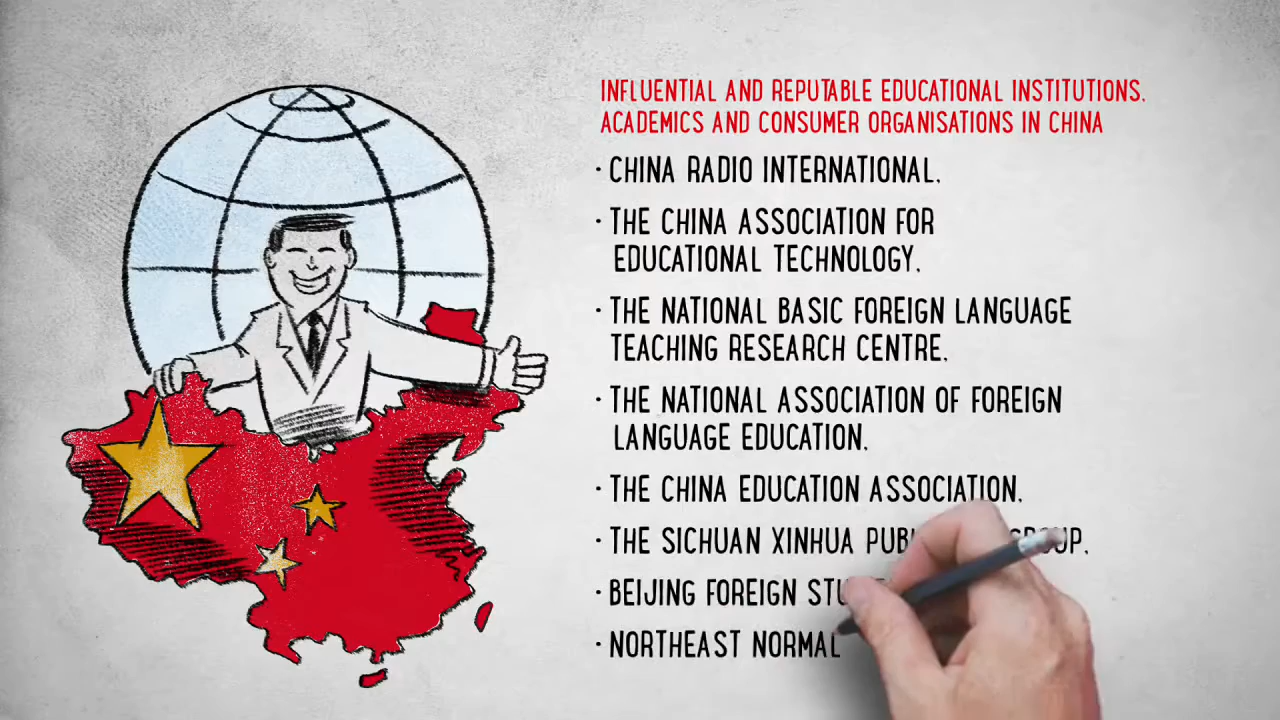 INFLUENTIAL AND REPUTABLE EDUCATIONAL INSTITUTIONS.
ACADEMICS AND CONSUMER ORGANISATIONS IN CHINA
· CHINA RADIO INTERNATIONAL.
· THE CHINA ASSOCIATION FOR
EDUCATIONAL TECHNOLOGY.
· THE NATIONAL BASIC FOREIGN LANGUAGE
TEACHING RESEARCH CENTRE.
· THE NATIONAL ASSOCIATION OF FOREIGN
LANGUAGE EDUCATION.
· THE CHINA EDUCATION ASSOCIATION.
· THE SICHUAN XINHUA GROUP.
· BEIJING FOREIGN
· NORTHEAST NORMAL